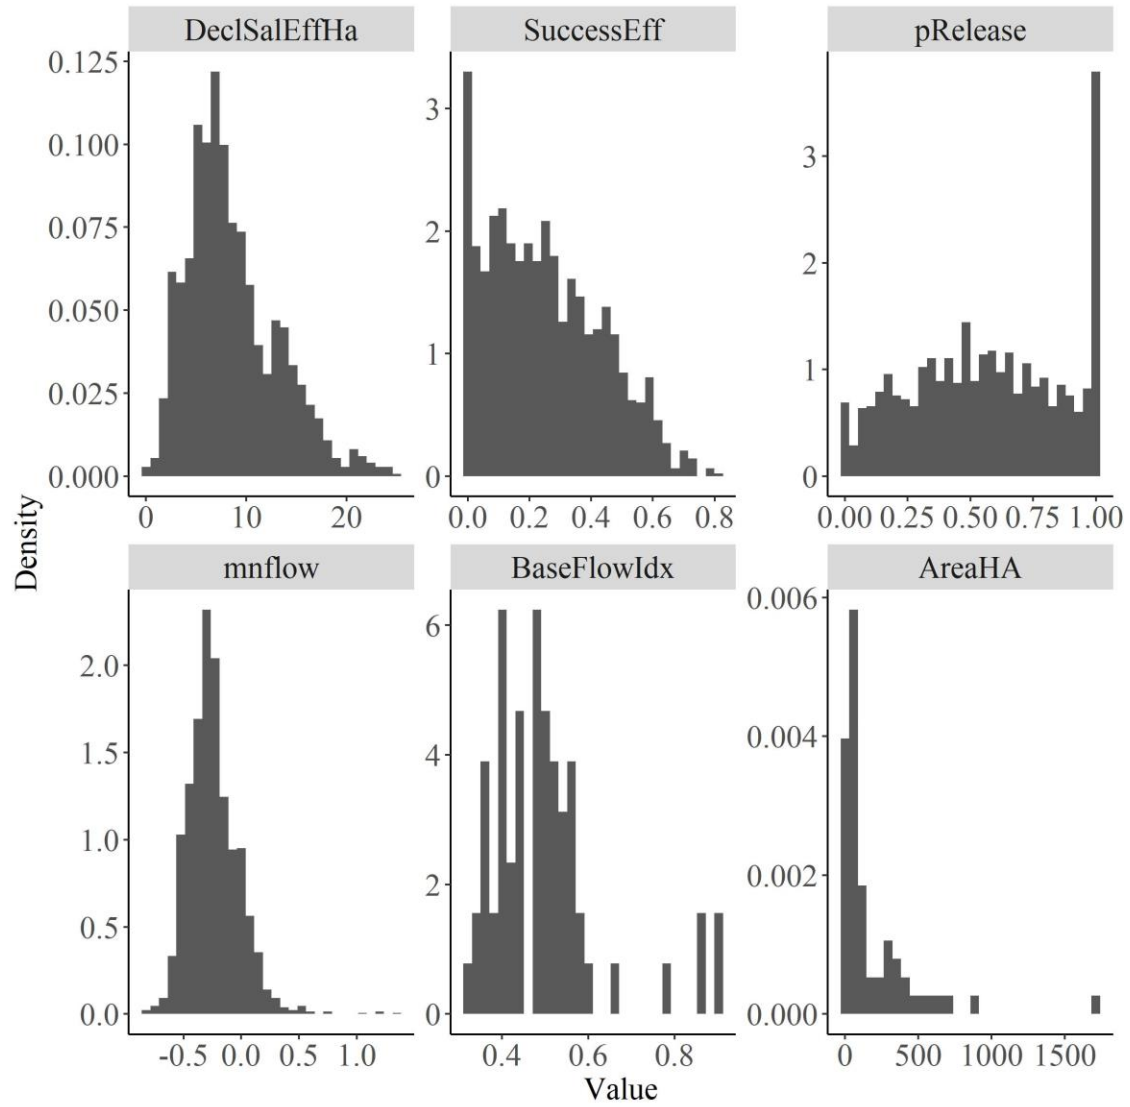 DeclSalEffHa SuccessEff pRelease
0.125
0.100
0.075
0.050
0.025
0.000
0 10 20
3
2
1
0
0.0 0.2 0.4 0.6 0.8
3
2
1
0
0.00 0.25 0.50 0.75 1.00
Density
mnflow BaseFlowIdx AreaHA
2.0
1.5
1.0
0.5
0.0
-0.5 0.0 0.5 1.0
6
4
2
0
0.4 0.6 0.8
0.006
0.004
0.002
0.000
0 500 1000 1500
Value